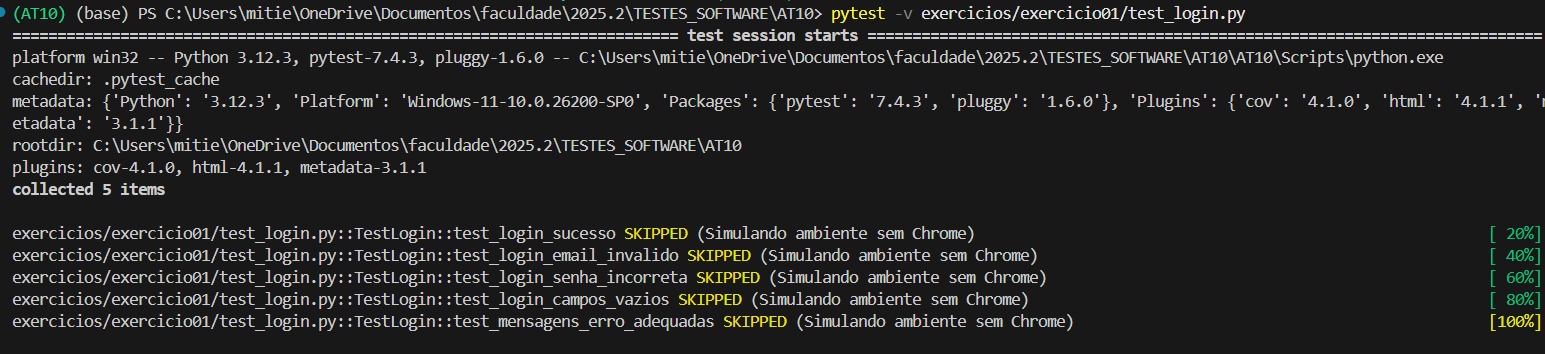 (AT10) (base) PS C:\Users\mitie\OneDrive\Documentos\faculdade\2025.2\TESTES_SOFTWARE\AT10> pytest -v exercicios/exercicio01/test_login.py
============================================================================ test session starts =============================================================================
platform win32 -- Python 3.12.3, pytest-7.4.3, pluggy-1.6.0 -- C:\Users\mitie\OneDrive\Documentos\faculdade\2025.2\TESTES_SOFTWARE\AT10\AT10\Scripts\python.exe
cachedir: .pytest_cache
metadata: {'Python': '3.12.3', 'Platform': 'Windows-11-10.0.26200-SP0', 'Packages': {'pytest': '7.4.3', 'pluggy': '1.6.0'}, 'Plugins': {'cov': '4.1.0', 'html': '4.1.1', '
etadata': '3.1.1'}}
rootdir: C:\Users\mitie\OneDrive\Documentos\faculdade\2025.2\TESTES_SOFTWARE\AT10
plugins: cov-4.1.0, html-4.1.1, metadata-3.1.1
collected 5 items
exercicios/exercicio01/test_login.py::TestLogin::test_login_sucesso SKIPPED (Simulando ambiente sem Chrome) [ 20%]
exercicios/exercicio01/test_login.py::TestLogin::test_login_email_invalido SKIPPED (Simulando ambiente sem Chrome) [ 40%]
exercicios/exercicio01/test_login.py::TestLogin::test_login_senha_incorreta SKIPPED (Simulando ambiente sem Chrome) [ 60%]
exercicios/exercicio01/test_login.py::TestLogin::test_login_campos_vazios SKIPPED (Simulando ambiente sem Chrome) [ 80%]
exercicios/exercicio01/test_login.py::TestLogin::test_mensagens_erro_adequadas SKIPPED (Simulando ambiente sem Chrome) [100%]